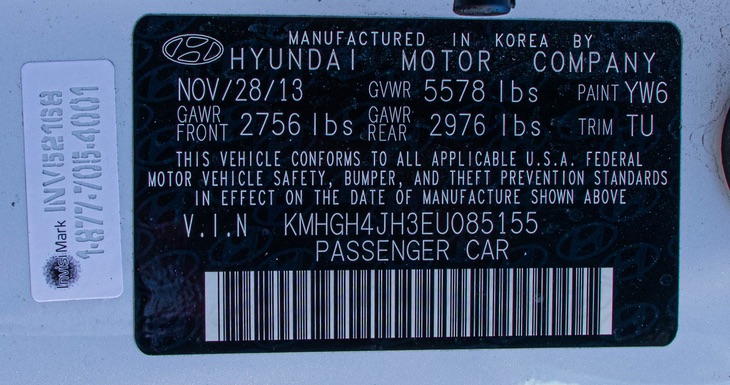 MANUFACTURED IN KOREA BY
HYUNDAI MOTOR COMPANY
NOV/28/13 GVWR 5578 lbs PAINT YW6
GAWR FRONT 2756 lbs GAWR REAR 2976 lbs TRIM TU
THIS VEHICLE CONFORMS TO ALL APPLICABLE U.S.A. FEDERAL
MOTOR VEHICLE SAFETY, BUMPER, AND THEFT PREVENTION STANDARDS
IN EFFECT ON THE DATE OF MANUFACTURE SHOWN ABOVE
V.I.N KMHGH4JH3EU085155
PASSENGER CAR
InvisiMark
INV52168
1-877-705-4001